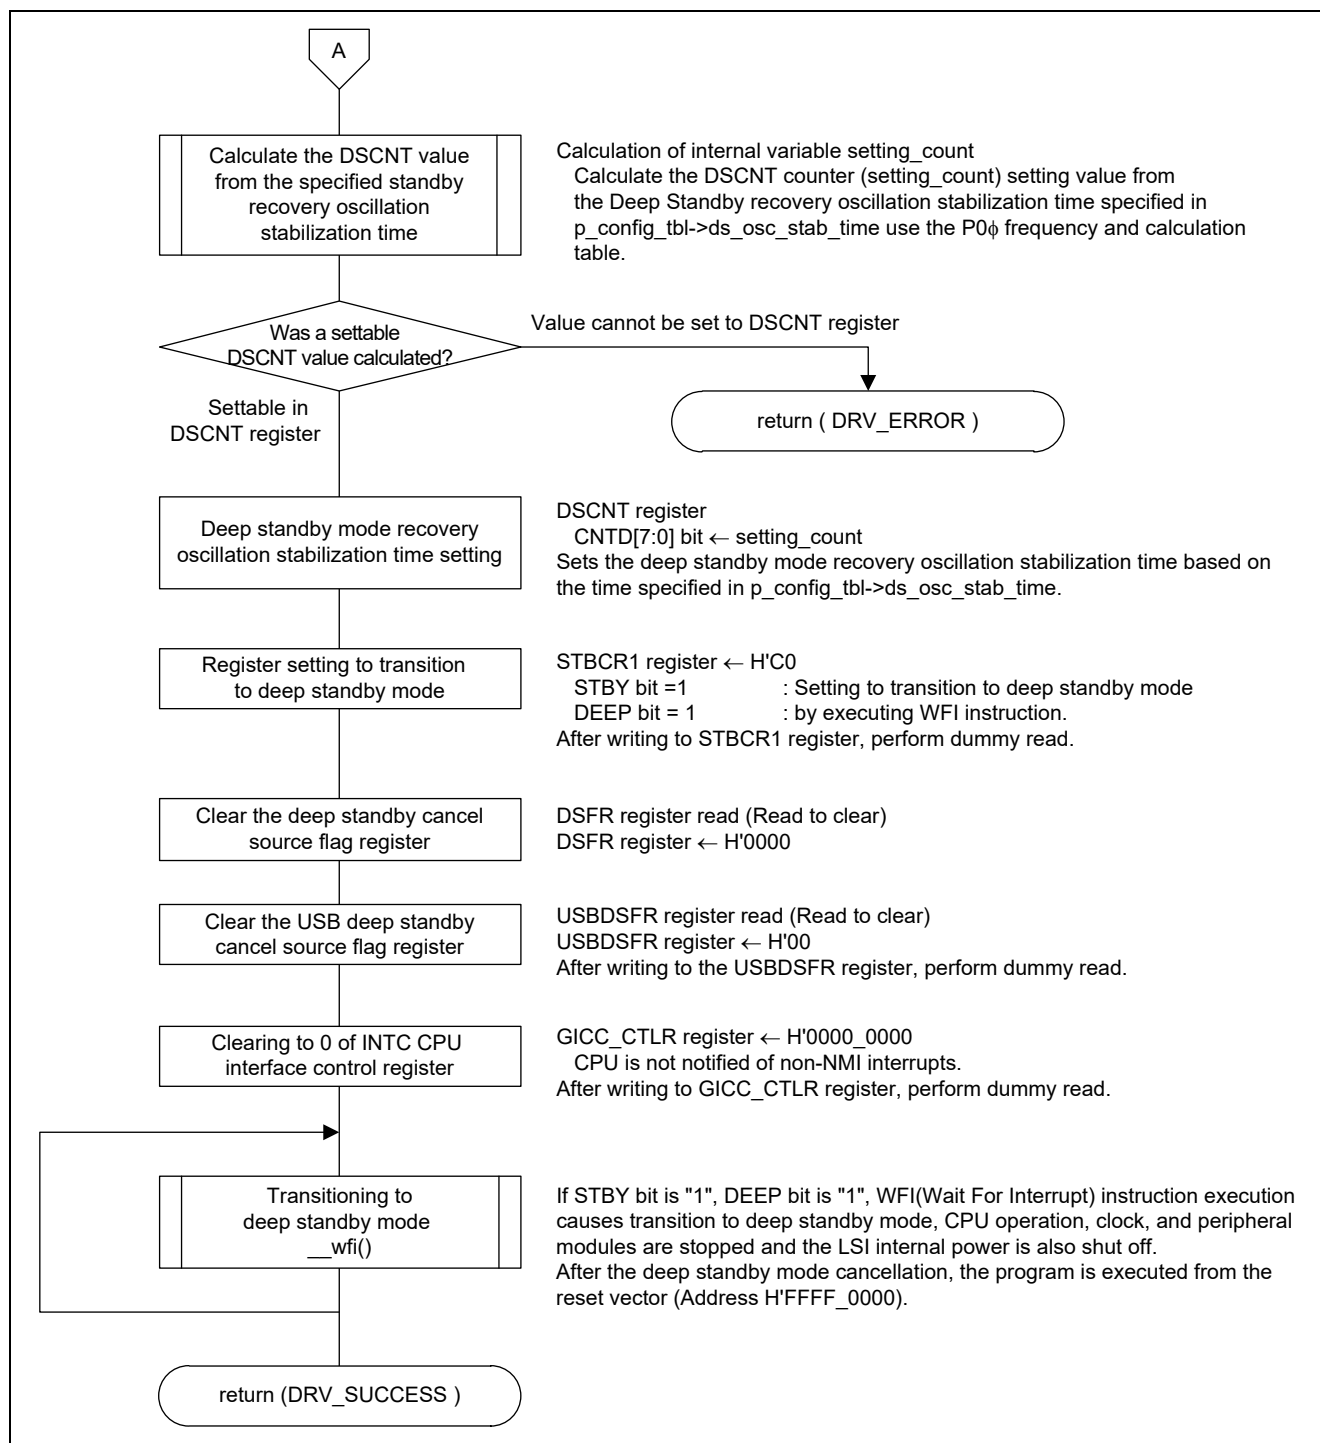 A
Calculate the DSCNT value
from the specified standby
recovery oscillation
stabilization time
Calculation of internal variable setting_count
Calculate the DSCNT counter (setting_count) setting value from
the Deep Standby recovery oscillation stabilization time specified in
p_config_tbl->ds_osc_stab_time use the P0ϕ frequency and calculation
table.
Was a settable
DSCNT value calculated?
Value cannot be set to DSCNT register
Settable in
DSCNT register
return ( DRV_ERROR )
Deep standby mode recovery
oscillation stabilization time setting
DSCNT register
CNTD[7:0] bit ← setting_count
Sets the deep standby mode recovery oscillation stabilization time based on
the time specified in p_config_tbl->ds_osc_stab_time.
Register setting to transition
to deep standby mode
STBCR1 register ← H'C0
STBY bit =1 : Setting to transition to deep standby mode
DEEP bit = 1 : by executing WFI instruction.
After writing to STBCR1 register, perform dummy read.
Clear the deep standby cancel
source flag register
DSFR register read (Read to clear)
DSFR register ← H'0000
Clear the USB deep standby
cancel source flag register
USBDSFR register read (Read to clear)
USBDSFR register ← H'00
After writing to the USBDSFR register, perform dummy read.
Clearing to 0 of INTC CPU
interface control register
GICC_CTLR register ← H'0000_0000
CPU is not notified of non-NMI interrupts.
After writing to GICC_CTLR register, perform dummy read.
Transitioning to
deep standby mode
__wfi()
If STBY bit is "1", DEEP bit is "1", WFI(Wait For Interrupt) instruction execution
causes transition to deep standby mode, CPU operation, clock, and peripheral
modules are stopped and the LSI internal power is also shut off.
After the deep standby mode cancellation, the program is executed from the
reset vector (Address H'FFFF_0000).
return (DRV_SUCCESS )